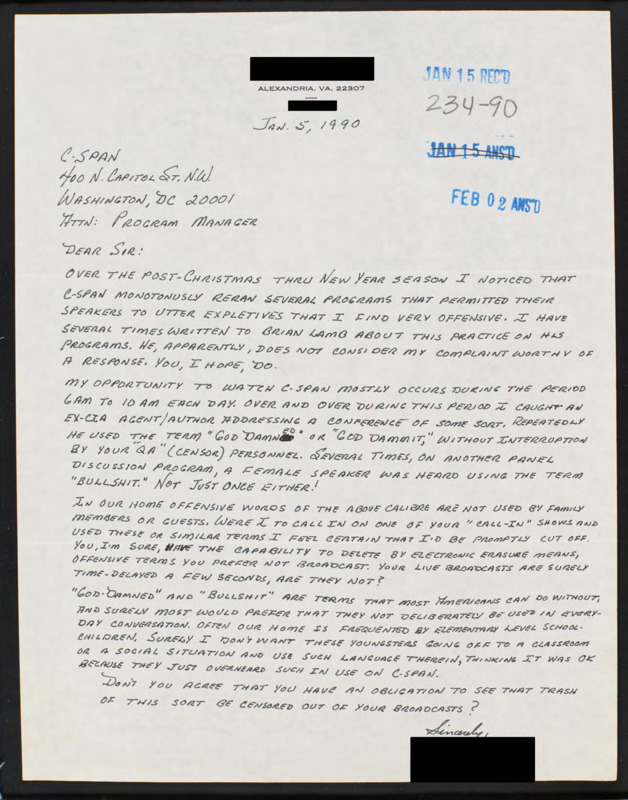 ALEXANDRIA, VA. 22307
JAN. 5, 1990
JAN 15 REC'D
234-90
JAN 15 ANS'D
FEB 02 ANS'D
C-SPAN
400 N. CAPITOL ST. N.W.
WASHINGTON, DC 20001
ATTN: PROGRAM MANAGER
DEAR SIR:
OVER THE POST-CHRISTMAS THRU NEW YEAR SEASON I NOTICED THAT
C-SPAN MONOTONUSLY RERAN SEVERAL PROGRAMS THAT PERMITTED THEIR
SPEAKERS TO UTTER EXPLETIVES THAT I FIND VERY OFFENSIVE. I HAVE
SEVERAL TIMES WRITTEN TO BRIAN LAMB ABOUT THIS PRACTICE ON HIS
PROGRAMS. HE, APPARENTLY, DOES NOT CONSIDER MY COMPLAINT WORTHY OF
A RESPONSE. YOU, I HOPE, DO.
MY OPPORTUNITY TO WATCH C-SPAN MOSTLY OCCURS DURING THE PERIOD
6AM TO 10 AM EACH DAY. OVER AND OVER DURING THIS PERIOD I CAUGHT AN
EX-CIA AGENT/AUTHOR ADDRESSING A CONFERENCE OF SOME SORT. REPEATEDLY
HE USED THE TERM "GOD DAMNED" OR "GOD DAMMIT," WITHOUT INTERRUPTION
BY YOUR "QA" (CENSOR) PERSONNEL. SEVERAL TIMES, ON ANOTHER PANEL
DISCUSSION PROGRAM, A FEMALE SPEAKER WAS HEARD USING THE TERM
"BULLSHIT." NOT JUST ONCE EITHER!
IN OUR HOME OFFENSIVE WORDS OF THE ABOVE CALIBRE ARE NOT USED BY FAMILY
MEMBERS OR GUESTS. WERE I TO CALL IN ON ONE OF YOUR "CALL-IN" SHOWS AND
USED THESE OR SIMILAR TERMS I FEEL CERTAIN THAT I'D BE PROMPTLY CUT OFF.
YOU, I'M SURE, HAVE THE CAPABILITY TO DELETE BY ELECTRONIC ERASURE MEANS,
OFFENSIVE TERMS YOU PREFER NOT BROADCAST. YOUR LIVE BROADCASTS ARE SURELY
TIME-DELAYED A FEW SECONDS, ARE THEY NOT?
"GOD-DAMNED" AND "BULLSHIT" ARE TERMS THAT MOST AMERICANS CAN DO WITHOUT,
AND SURELY MOST WOULD PREFER THAT THEY NOT DELIBERATELY BE USED IN EVERY-
DAY CONVERSATION. OFTEN OUR HOME IS FREQUENTED BY ELEMENTARY LEVEL SCHOOL-
CHILDREN. SURELY I DON'T WANT THESE YOUNGSTERS GOING OFF TO A CLASSROOM
OR A SOCIAL SITUATION AND USE SUCH LANGUAGE THEREIN, THINKING IT WAS OK
BECAUSE THEY JUST OVERHEARD SUCH IN USE ON C-SPAN.
DON'T YOU AGREE THAT YOU HAVE AN OBLIGATION TO SEE THAT TRASH
OF THIS SORT BE CENSORED OUT OF YOUR BROADCASTS?
Sincerely,